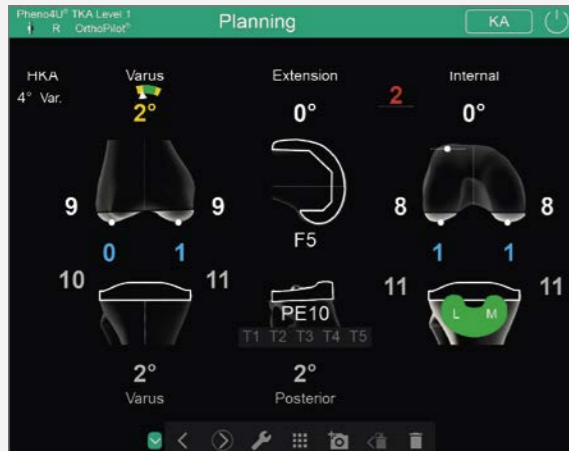 Pheno4U® TKA Level 1
R OrthoPilot®
Planning
KA
HKA
4° Var.
Varus
2°
Extension
0°
2
Internal
0°
9 9
8 8
F5
0 1
1 1
10 11
11 11
PE10
L M
T1 T2 T3 T4 T5
2°
Varus
2°
Posterior